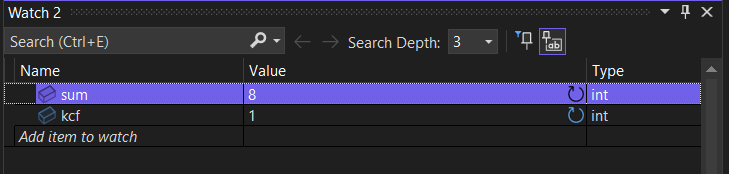 Watch 2
Search (Ctrl+E) Search Depth: 3
Name Value Type
sum 8 int
kcf 1 int
Add item to watch